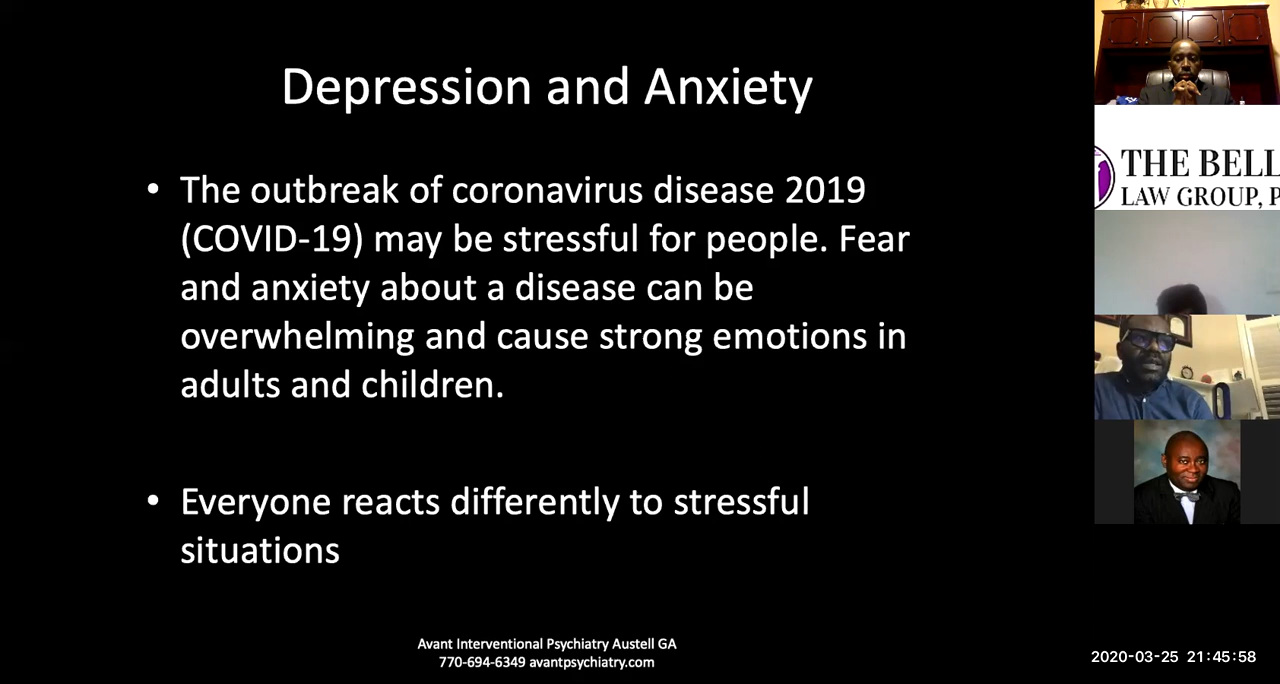 Depression and Anxiety
• The outbreak of coronavirus disease 2019
(COVID-19) may be stressful for people. Fear
and anxiety about a disease can be
overwhelming and cause strong emotions in
adults and children.
• Everyone reacts differently to stressful
situations
Avant Interventional Psychiatry Austell GA
770-694-6349 avantpsychiatry.com
THE BELL
LAW GROUP, P
2020-03-25 21:45:58